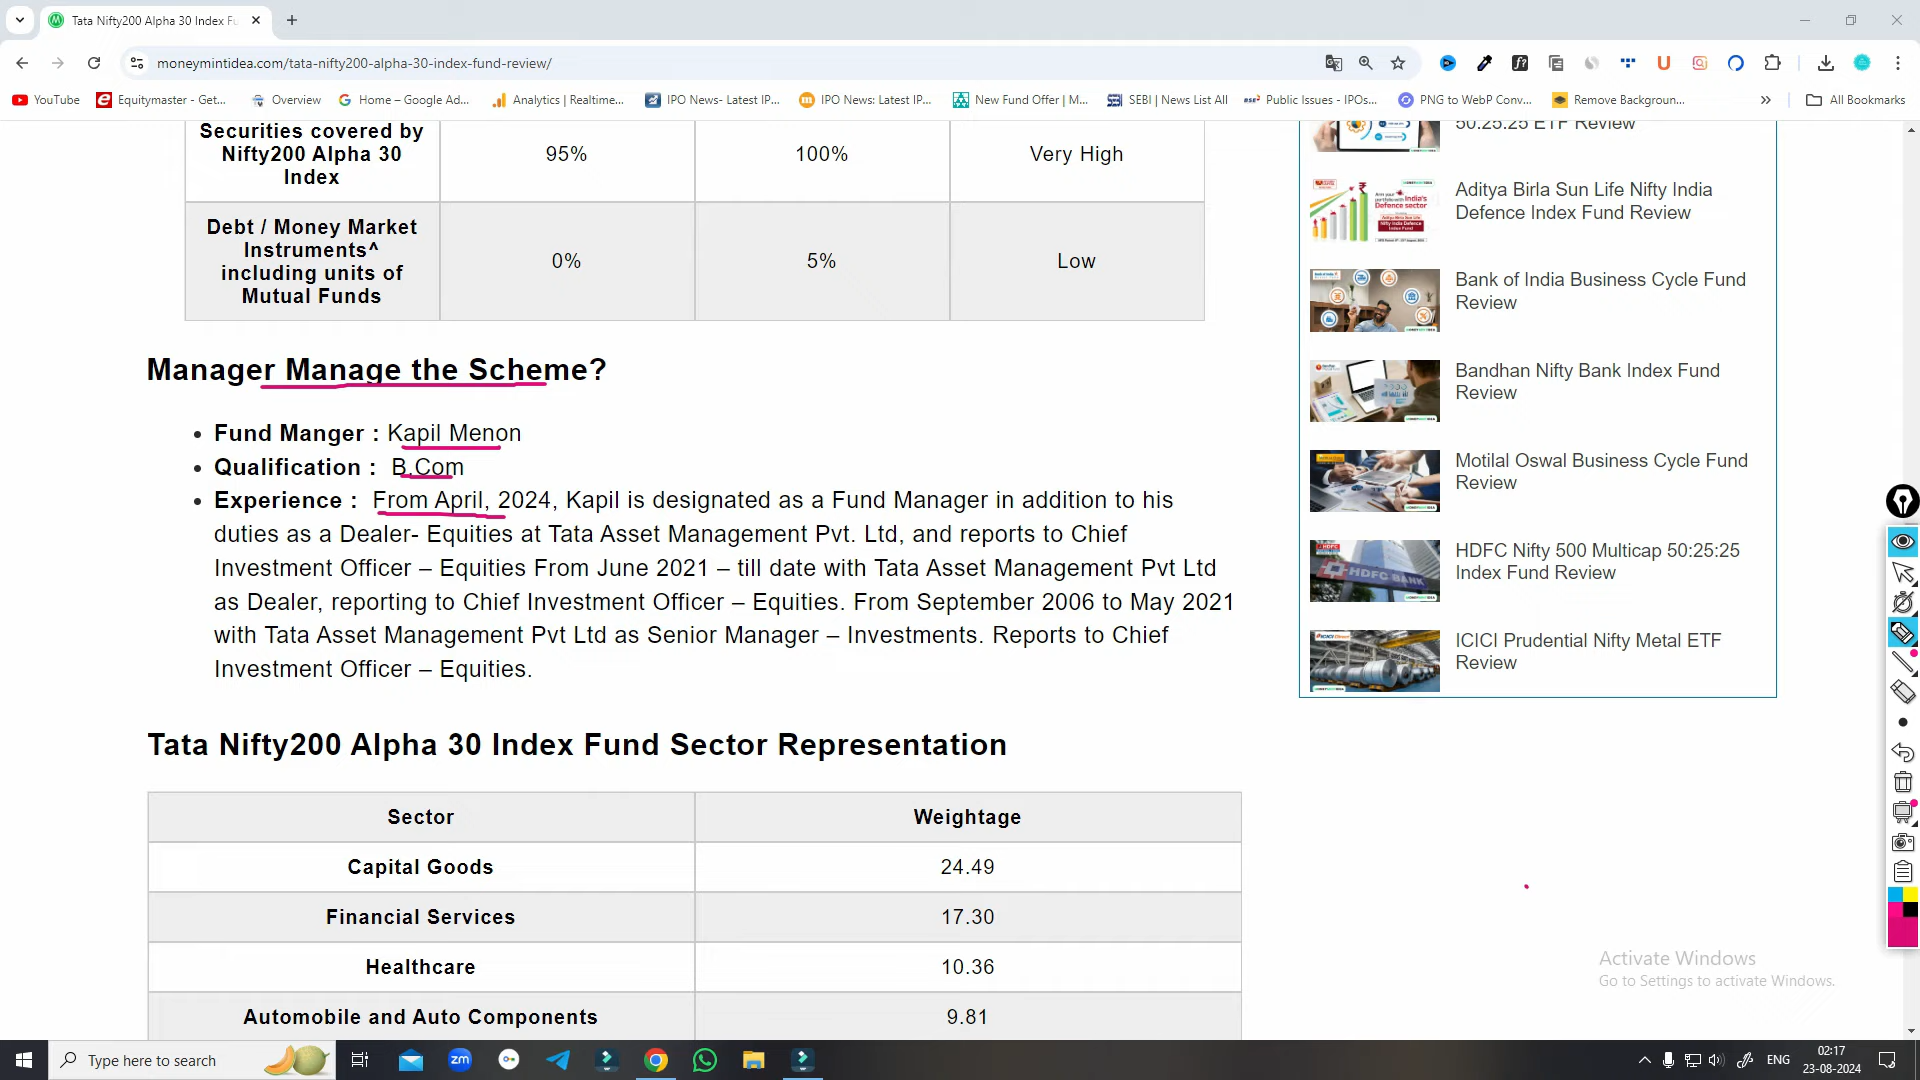 Tata Nifty200 Alpha 30 Index Fu
moneymintidea.com/tata-nifty200-alpha-30-index-fund-review/
YouTube
Equitymaster - Get...
Overview
Home – Google Ad...
Analytics | Realtime...
IPO News- Latest IP...
IPO News: Latest IP...
New Fund Offer | M...
SEBI | News List All
Public Issues - IPOs...
PNG to WebP Conv...
Remove Backgroun...
All Bookmarks
Securities covered by
Nifty200 Alpha 30
Index
95%
100%
Very High
Debt / Money Market
Instruments^
including units of
Mutual Funds
0%
5%
Low
Manager Manage the Scheme?
• Fund Manger : Kapil Menon
• Qualification : B.Com
• Experience : From April, 2024, Kapil is designated as a Fund Manager in addition to his
duties as a Dealer- Equities at Tata Asset Management Pvt. Ltd, and reports to Chief
Investment Officer – Equities From June 2021 – till date with Tata Asset Management Pvt Ltd
as Dealer, reporting to Chief Investment Officer – Equities. From September 2006 to May 2021
with Tata Asset Management Pvt Ltd as Senior Manager – Investments. Reports to Chief
Investment Officer – Equities.
Tata Nifty200 Alpha 30 Index Fund Sector Representation
Sector Weightage
Capital Goods 24.49
Financial Services 17.30
Healthcare 10.36
Automobile and Auto Components 9.81
50:25:25 ETF Review
Aditya Birla Sun Life Nifty India
Defence Index Fund Review
Bank of India Business Cycle Fund
Review
Bandhan Nifty Bank Index Fund
Review
Motilal Oswal Business Cycle Fund
Review
HDFC Nifty 500 Multicap 50:25:25
Index Fund Review
HDFC BANK
ICICI Prudential Nifty Metal ETF
Review
Activate Windows
Go to Settings to activate Windows.
Type here to search
zm
ENG
02:17
23-08-2024